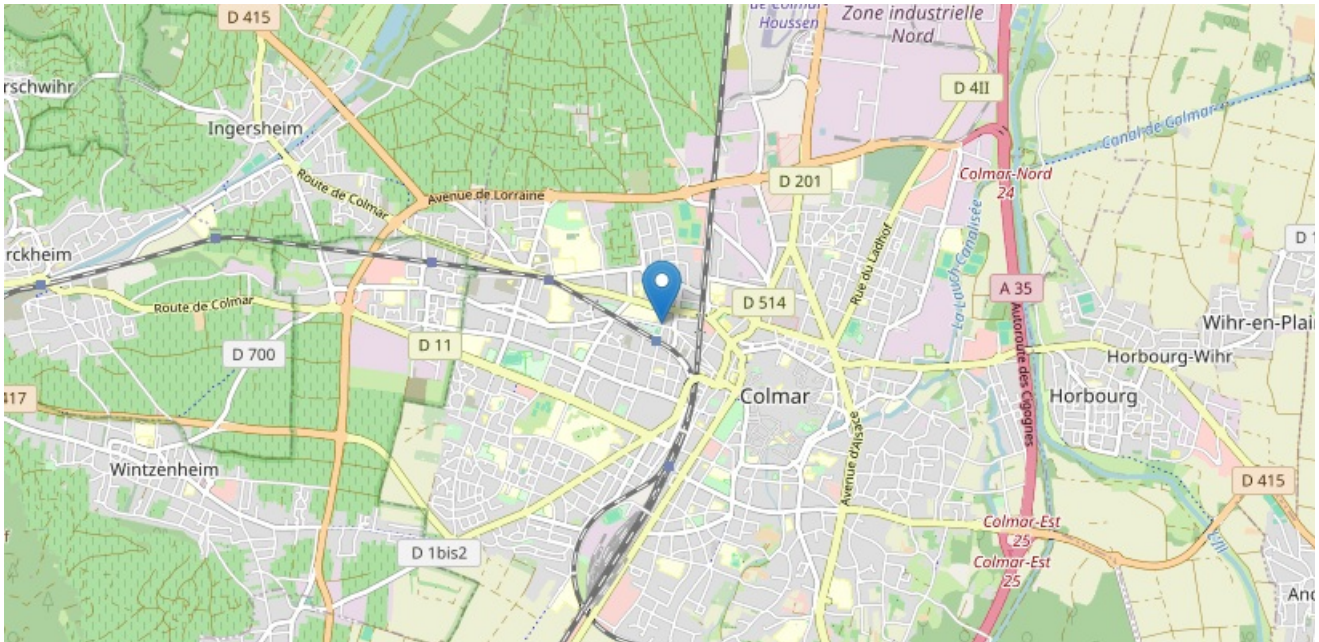 D 415
de Colmar-
Houssen
Zone industrielle
Nord
rschwihr
D 4II
Ingersheim
Canal de Colmar
Route de Colmar
Avenue de Lorraine
D 201
Colmar-Nord
24
rckheim
Rue du Ladhof
La Lauch Canalisée
D 1
Route de Colmar
D 514
A 35
Autoroute des Cigognes
Wihr-en-Plai
D 700
D 11
Horbourg-Wihr
417
Colmar
Horbourg
Wintzenheim
Avenue d'Alsace
D 415
D 1bis2
Colmar-Est
25
Colmar-Est
25
L'Ill
f
And